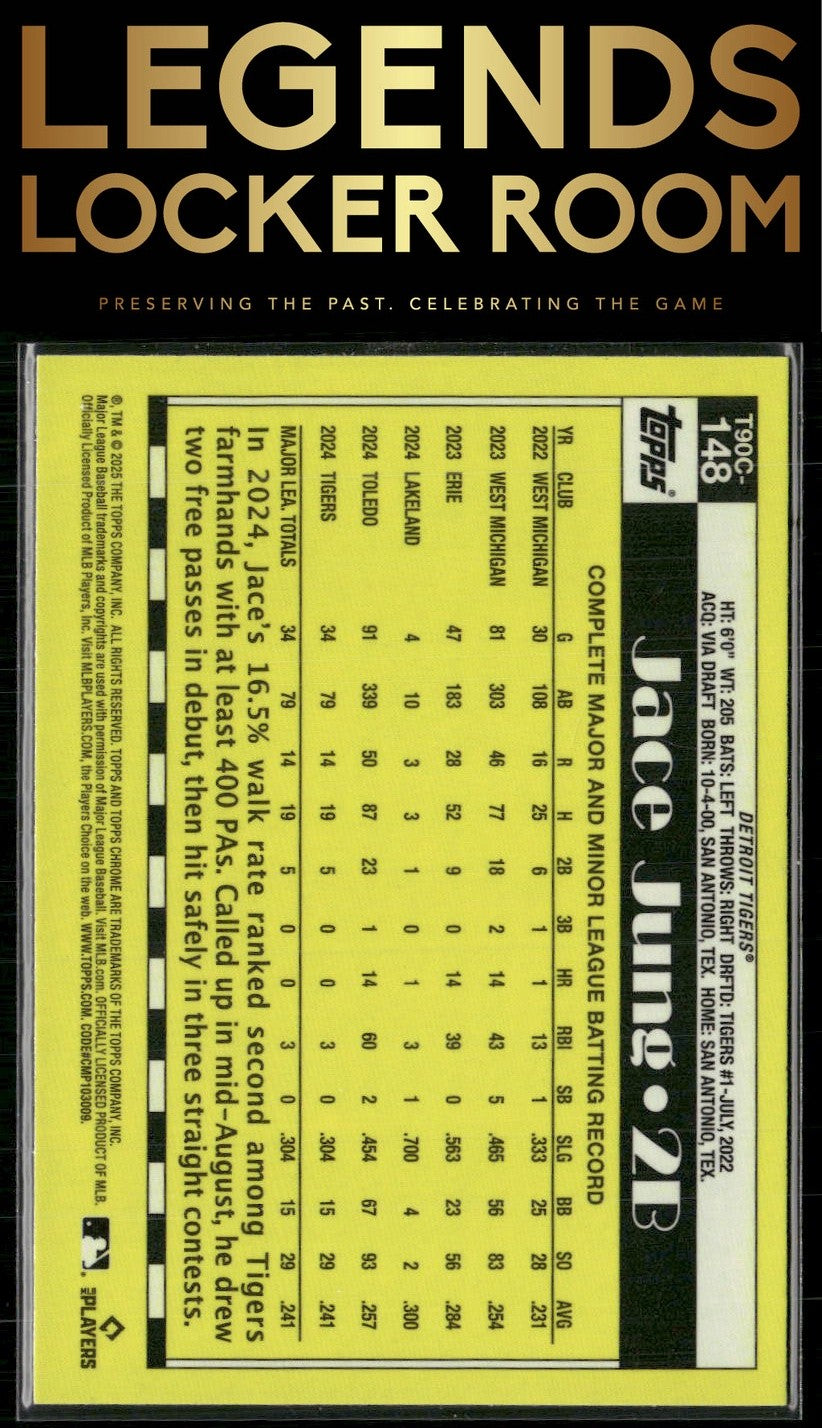 LEGENDS
LOCKER ROOM
PRESERVING THE PAST. CELEBRATING THE GAME
T90C-
148
topps®
DETROIT TIGERS®
HT: 6'0" WT: 205 BATS: LEFT THROWS: RIGHT DRFTD: TIGERS #1-JULY, 2022
ACQ: VIA DRAFT BORN: 10-4-00, SAN ANTONIO, TEX. HOME: SAN ANTONIO, TEX.
Jace Jung • 2B
COMPLETE MAJOR AND MINOR LEAGUE BATTING RECORD
YR CLUB G AB R H 2B 3B HR RBI SB SLG BB SO AVG
2022 WEST MICHIGAN 30 108 16 25 6 1 1 13 1 .333 25 28 .231
2023 WEST MICHIGAN 81 303 46 77 18 2 14 43 5 .465 56 83 .254
2023 ERIE 47 183 28 52 9 0 14 39 0 .563 23 56 .284
2024 LAKELAND 4 10 3 3 1 0 1 3 1 .700 4 2 .300
2024 TOLEDO 91 339 50 87 23 1 14 60 2 .454 67 93 .257
2024 TIGERS 34 79 14 19 5 0 0 3 0 .304 15 29 .241
MAJOR LEA. TOTALS 34 79 14 19 5 0 0 3 0 .304 15 29 .241
In 2024, Jace's 16.5% walk rate ranked second among Tigers
farmhands with at least 400 PAs. Called up in mid-August, he drew
two free passes in debut, then hit safely in three straight contests.
®, TM & © 2025 THE TOPPS COMPANY, INC. ALL RIGHTS RESERVED. TOPPS AND TOPPS CHROME ARE TRADEMARKS OF THE TOPPS COMPANY, INC.
Major League Baseball trademarks and copyrights are used with permission of Major League Baseball. Visit MLB.com. OFFICIALLY LICENSED PRODUCT OF MLB
Officially Licensed Product of MLB Players, Inc. Visit MLBPLAYERS.COM, the Players Choice on the web. WWW.TOPPS.COM. CODE#CMP103009.
MLB PLAYERS